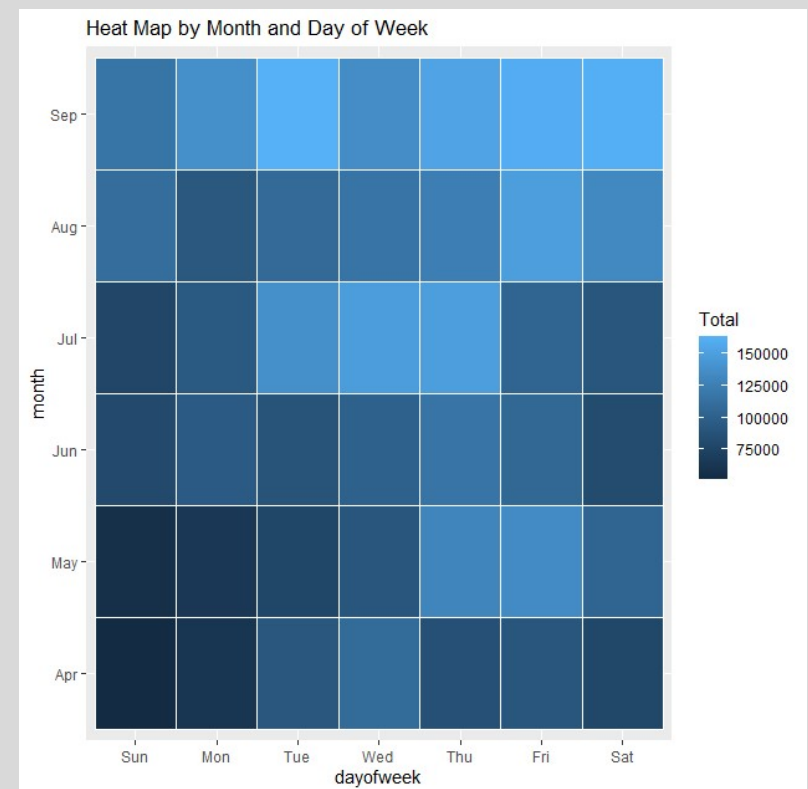 Heat Map by Month and Day of Week
Sep
Aug
Jul
Jun
May
Apr
month
Sun Mon Tue Wed Thu Fri Sat
dayofweek
Total
150000
125000
100000
75000